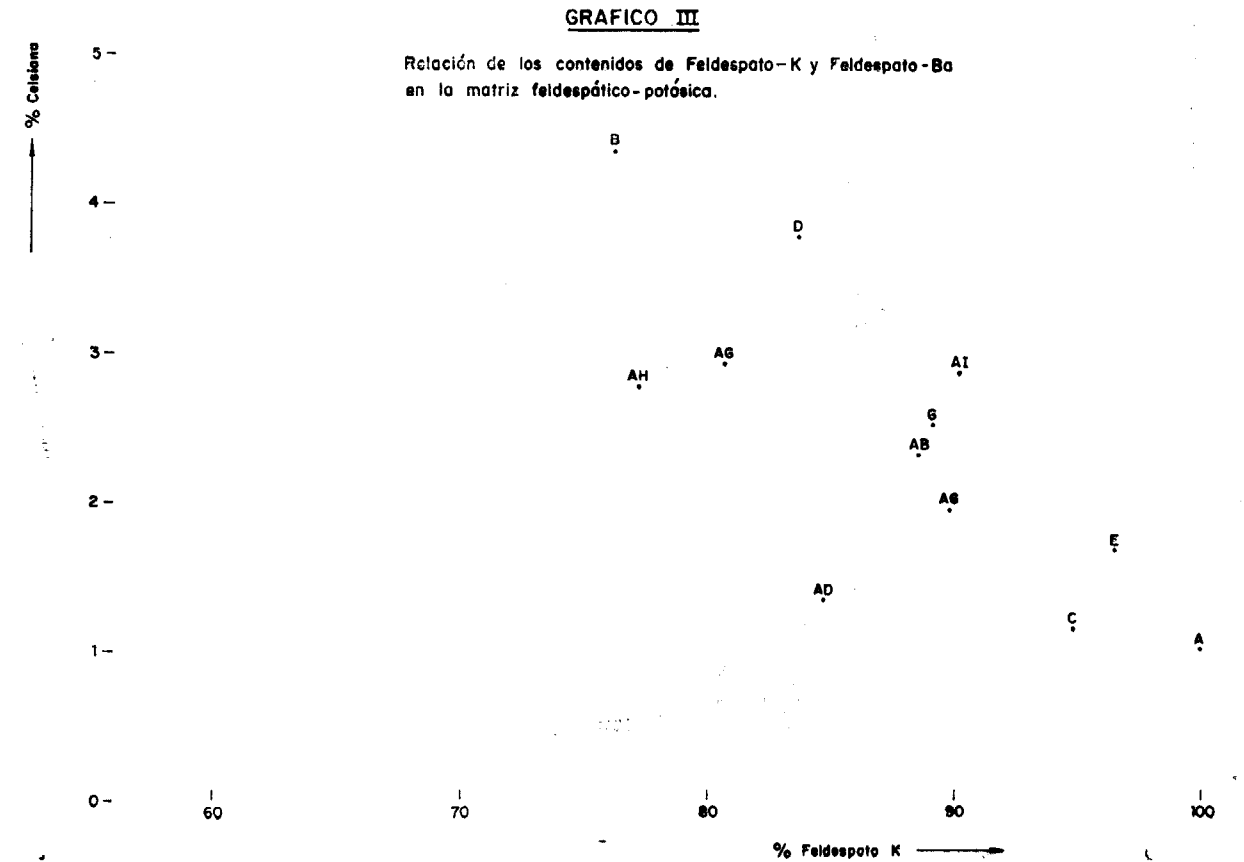 GRAFICO III
Relación de los contenidos de Feldespato-K y Feldespato-Ba
en la matriz feldespático-potásica.
% Celsiana
5
B
4
D
3
AG
AH
AI
G
AB
2
AG
E
AD
C
A
1
0
60 70 80 90 100
% Feldespato K